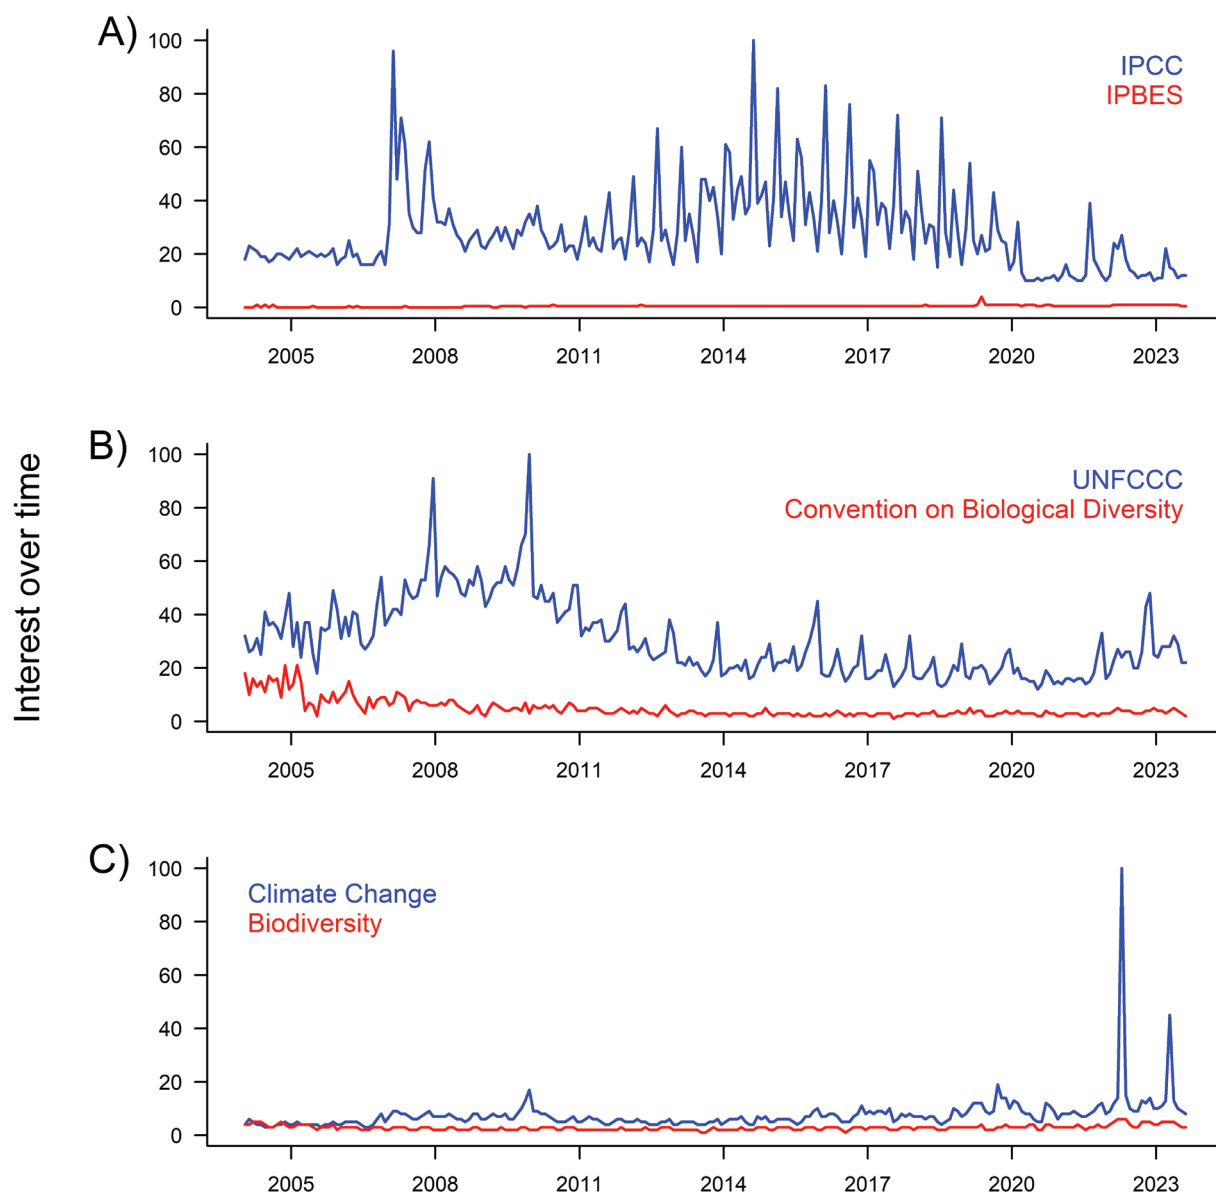 A)
IPCC
IPBES
100
80
60
40
20
0
2005 2008 2011 2014 2017 2020 2023
Interest over time
B)
UNFCCC
Convention on Biological Diversity
100
80
60
40
20
0
2005 2008 2011 2014 2017 2020 2023
C)
Climate Change
Biodiversity
100
80
60
40
20
0
2005 2008 2011 2014 2017 2020 2023